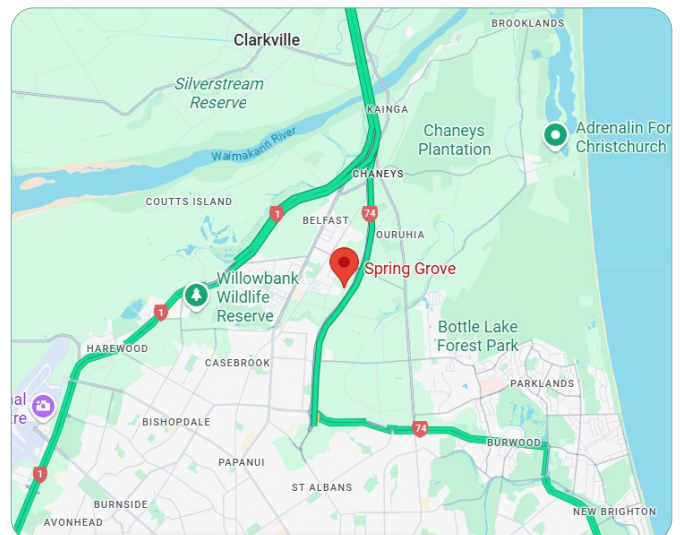 BROOKLANDS
Clarkville
Silverstream
Reserve
KAINGA
Chaneys
Plantation
Adrenalin For
Christchurch
Waimakariri River
CHANEYS
COUTTS ISLAND
1
BELFAST
74
OURUHIA
Spring Grove
Willowbank
Wildlife
Reserve
1
Bottle Lake
Forest Park
HAREWOOD
CASEBROOK
PARKLANDS
nal
re
BISHOPDALE
74
BURWOOD
PAPANUI
1
ST ALBANS
BURNSIDE
NEW BRIGHTON
AVONHEAD